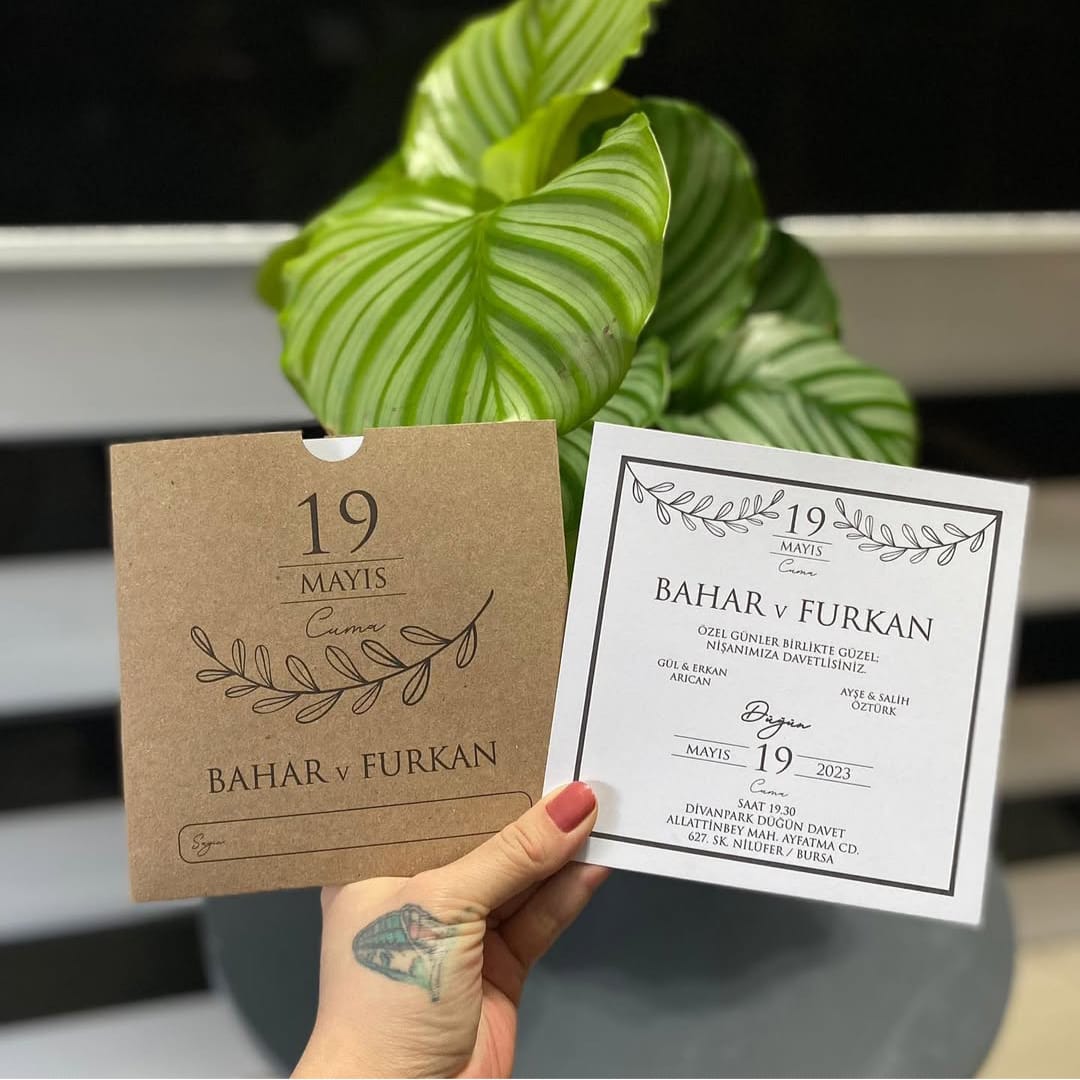 19
MAYIS
Cuma
BAHAR v FURKAN
Sayın
19
MAYIS
Cuma
BAHAR v FURKAN
ÖZEL GÜNLER BİRLİKTE GÜZEL;
NİŞANIMIZA DAVETLİSİNİZ.
GÜL & ERKAN
ARICAN
AYŞE & SALİH
ÖZTÜRK
Düğün
MAYIS 19 2023
Cuma
SAAT 19.30
DİVANPARK DÜĞÜN DAVET
ALLATTİNBEY MAH. AYFATMA CD.
627. SK. NİLÜFER / BURSA